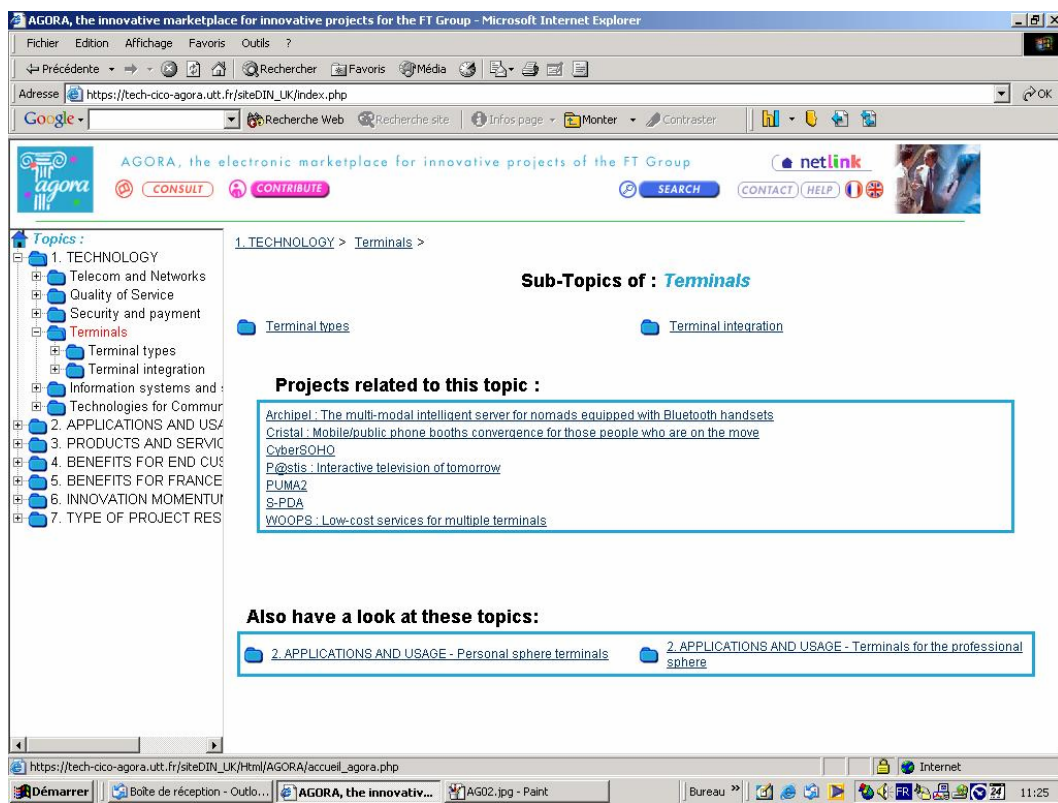 AGORA, the innovative marketplace for innovative projects for the FT Group - Microsoft Internet Explorer
Fichier Edition Affichage Favoris Outils ?
Précédente Rechercher Favoris Média
Adresse https://tech-cico-agora.utt.fr/siteDIN_UK/index.php OK
Google Recherche Web Recherche site Infos page Monter Contraster
agora
AGORA, the electronic marketplace for innovative projects of the FT Group
netlink
CONSULT CONTRIBUTE SEARCH CONTACT HELP
Topics :
1. TECHNOLOGY
Telecom and Networks
Quality of Service
Security and payment
Terminals
Terminal types
Terminal integration
Information systems and
Technologies for Commur
2. APPLICATIONS AND USA
3. PRODUCTS AND SERVIC
4. BENEFITS FOR END CUS
5. BENEFITS FOR FRANCE
6. INNOVATION MOMENTUM
7. TYPE OF PROJECT RES
1. TECHNOLOGY > Terminals >
Sub-Topics of : Terminals
Terminal types Terminal integration
Projects related to this topic :
Archipel : The multi-modal intelligent server for nomads equipped with Bluetooth handsets
Cristal : Mobile/public phone booths convergence for those people who are on the move
CyberSOHO
P@stis : Interactive television of tomorrow
PUMA2
S-PDA
WOOPS : Low-cost services for multiple terminals
Also have a look at these topics:
2. APPLICATIONS AND USAGE - Personal sphere terminals
2. APPLICATIONS AND USAGE - Terminals for the professional
sphere
https://tech-cico-agora.utt.fr/siteDIN_UK/Html/AGORA/accueil_agora.php Internet
Démarrer Boîte de réception - Outlo... AGORA, the innovativ... AG02.jpg - Paint Bureau » FR 24 11:25